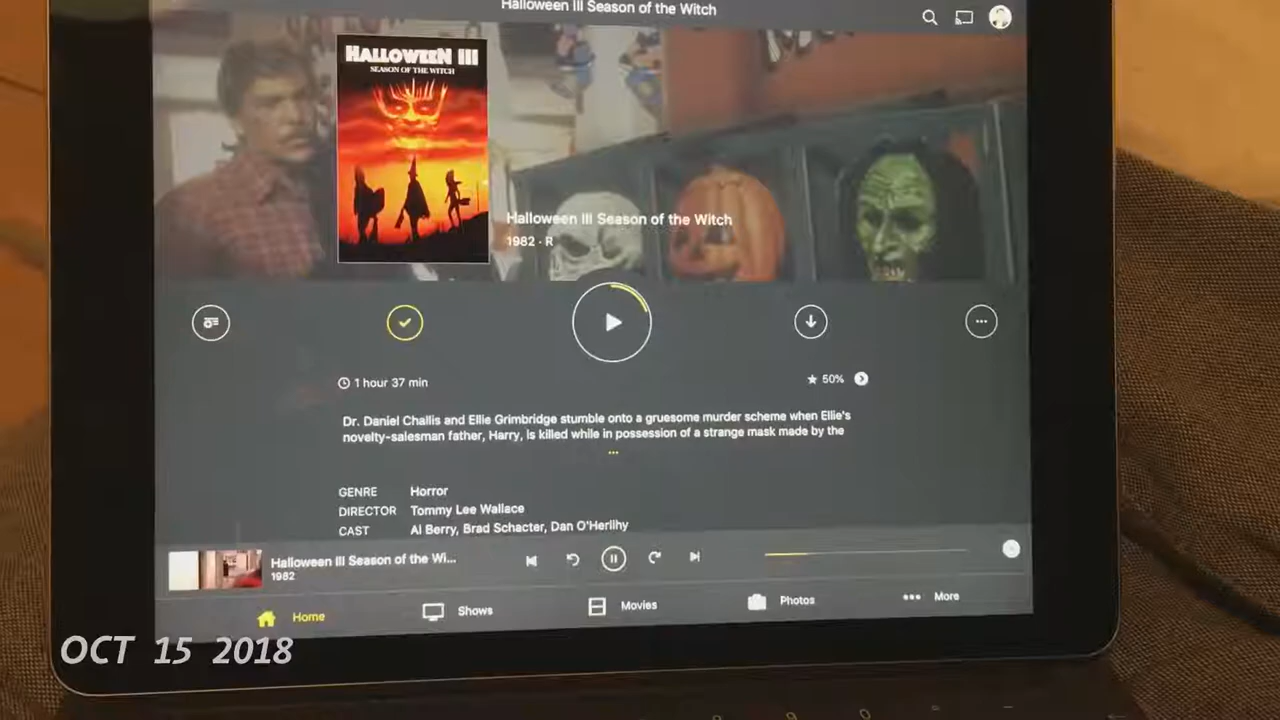 Halloween III Season of the Witch
HALLOWEEN III
SEASON OF THE WITCH
Halloween III Season of the Witch
1982 · R
1 hour 37 min
★ 50%
Dr. Daniel Challis and Ellie Grimbridge stumble onto a gruesome murder scheme when Ellie's
novelty-salesman father, Harry, is killed while in possession of a strange mask made by the
...
GENRE Horror
DIRECTOR Tommy Lee Wallace
CAST Al Berry, Brad Schacter, Dan O'Herlihy
Halloween III Season of the Wi...
1982
Home Shows Movies Photos More
OCT 15 2018